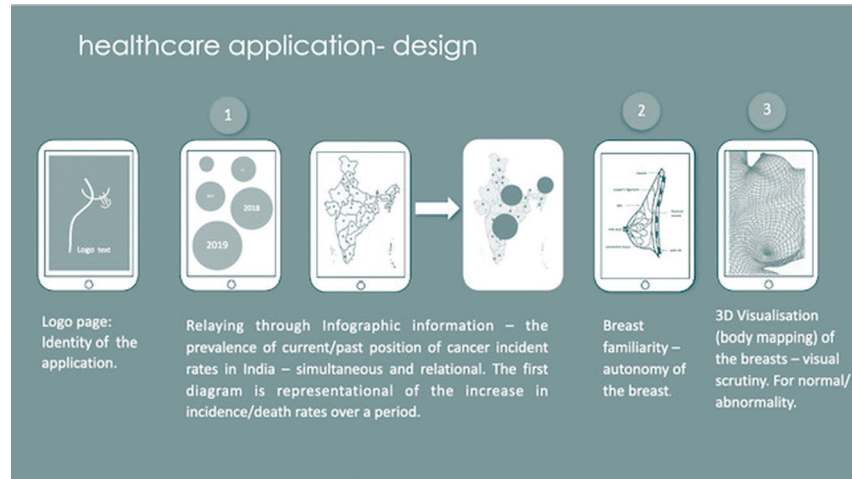 healthcare application- design
1
2
3
2018
2019
Logo text
Logo page:
Identity of the
application.
Relaying through Infographic information – the
prevalence of current/past position of cancer incident
rates in India – simultaneous and relational. The first
diagram is representational of the increase in
incidence/death rates over a period.
Breast
familiarity –
autonomy of
the breast.
3D Visualisation
(body mapping) of
the breasts – visual
scrutiny. For normal/
abnormality.